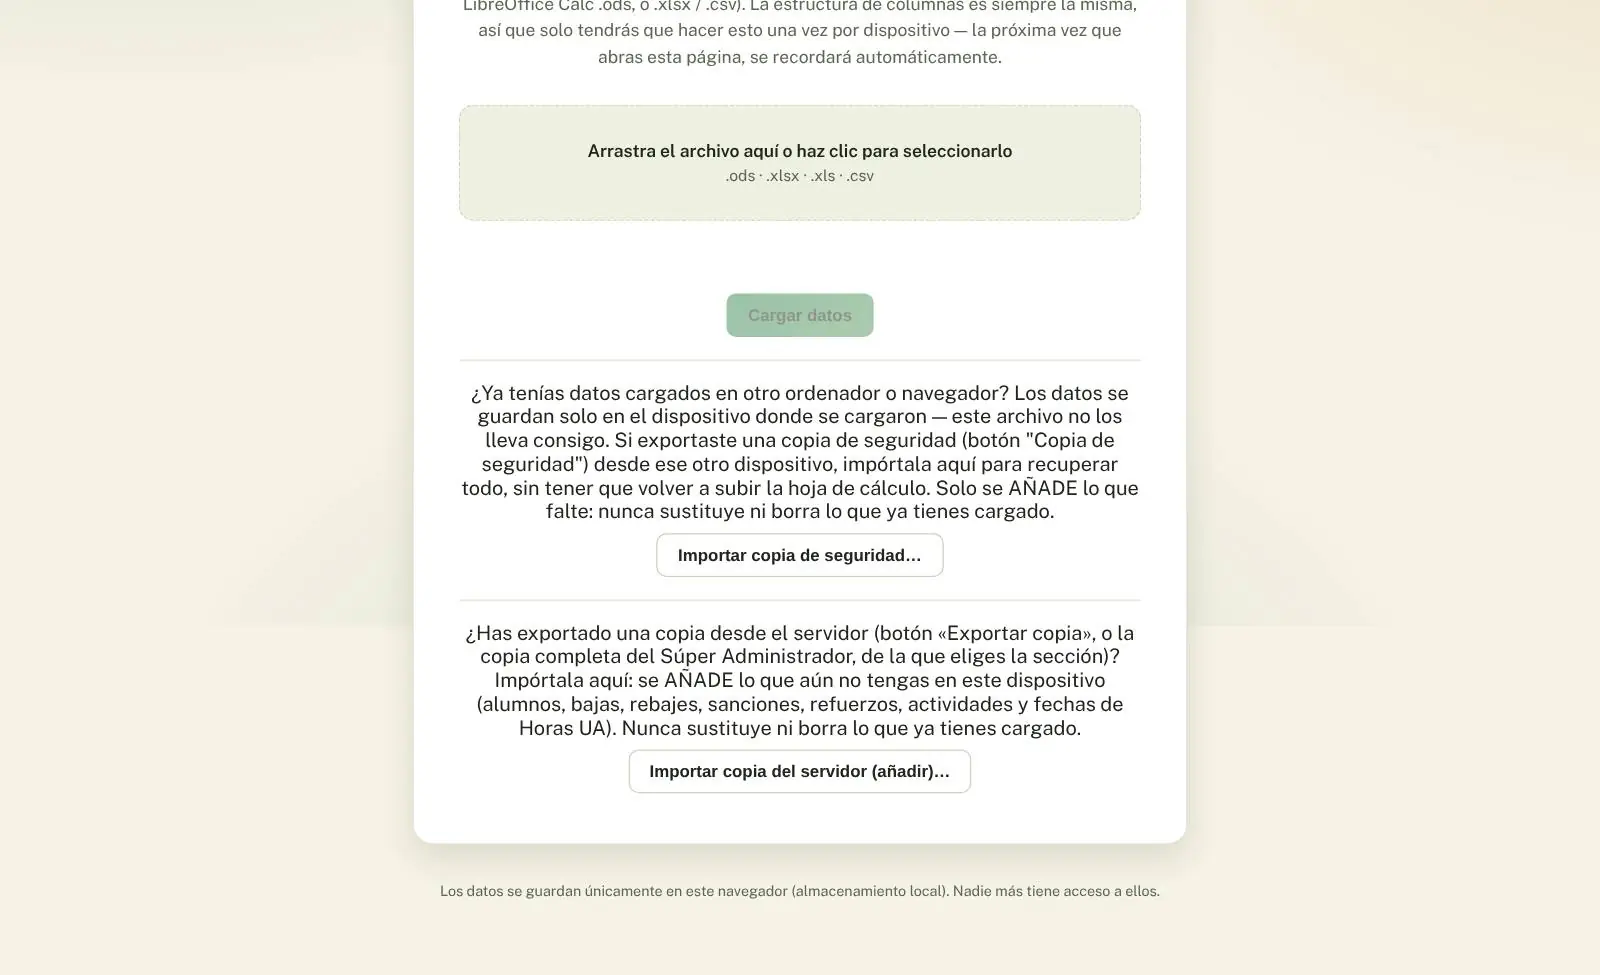 LibreOffice Calc .ods, o .xlsx / .csv). La estructura de columnas es siempre la misma,
así que solo tendrás que hacer esto una vez por dispositivo — la próxima vez que
abras esta página, se recordará automáticamente.
Arrastra el archivo aquí o haz clic para seleccionarlo
.ods · .xlsx · .xls · .csv
Cargar datos
¿Ya tenías datos cargados en otro ordenador o navegador? Los datos se
guardan solo en el dispositivo donde se cargaron — este archivo no los
lleva consigo. Si exportaste una copia de seguridad (botón "Copia de
seguridad") desde ese otro dispositivo, impórtala aquí para recuperar
todo, sin tener que volver a subir la hoja de cálculo. Solo se AÑADE lo que
falte: nunca sustituye ni borra lo que ya tienes cargado.
Importar copia de seguridad...
¿Has exportado una copia desde el servidor (botón «Exportar copia», o la
copia completa del Súper Administrador, de la que eliges la sección)?
Impórtala aquí: se AÑADE lo que aún no tengas en este dispositivo
(alumnos, bajas, rebajes, sanciones, refuerzos, actividades y fechas de
Horas UA). Nunca sustituye ni borra lo que ya tienes cargado.
Importar copia del servidor (añadir)...
Los datos se guardan únicamente en este navegador (almacenamiento local). Nadie más tiene acceso a ellos.